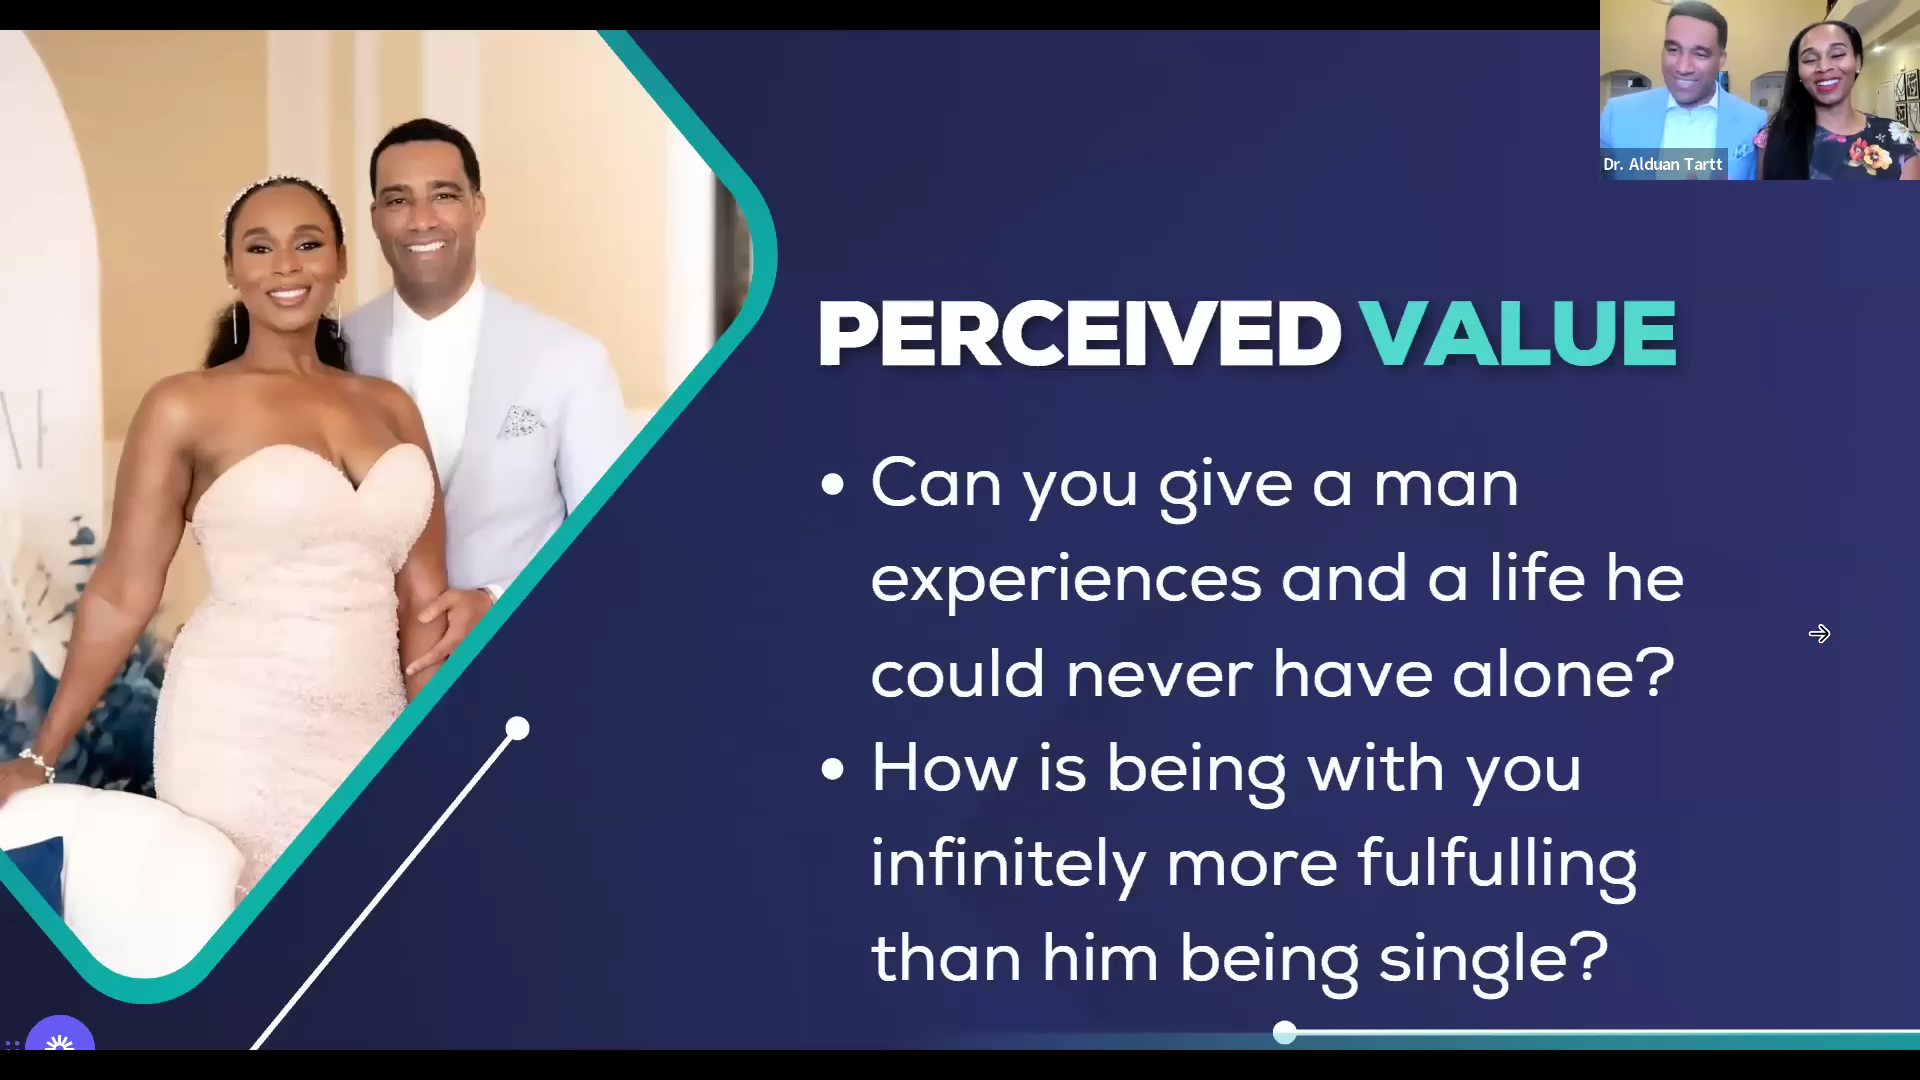 Dr. Alduan Tartt
PERCEIVED VALUE
• Can you give a man
experiences and a life he
could never have alone?
• How is being with you
infinitely more fulfulling
than him being single?